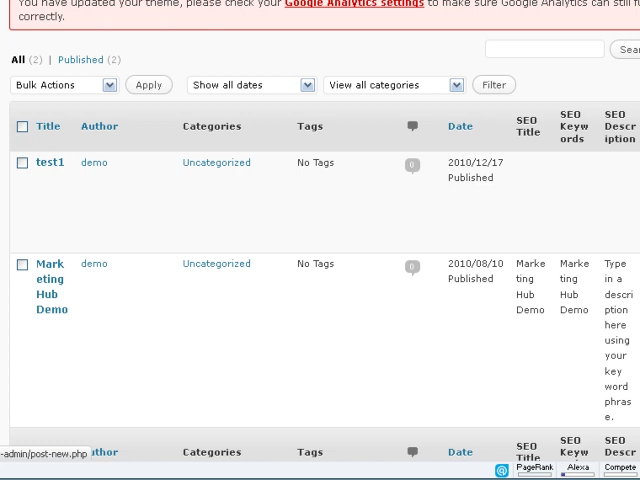 You have updated your theme, please check your Google Analytics settings to make sure Google Analytics can still
correctly.
All (2) | Published (2)
Bulk Actions Apply Show all dates View all categories Filter
Title Author Categories Tags Date SEO Title SEO Keyw ords SEO Descr iption
test1 demo Uncategorized No Tags 0 2010/12/17
Published
Mark demo Uncategorized No Tags 0 2010/08/10 Marke Marke Type
eting Published ting ting in a
Hub Hub Hub descri
Demo Demo Demo ption
here
using
your
key
word
phras
e.
-admin/post-new.php
Categories Tags Date SEO Title SEO Keyw SEO Descr
PageRank Alexa Compete